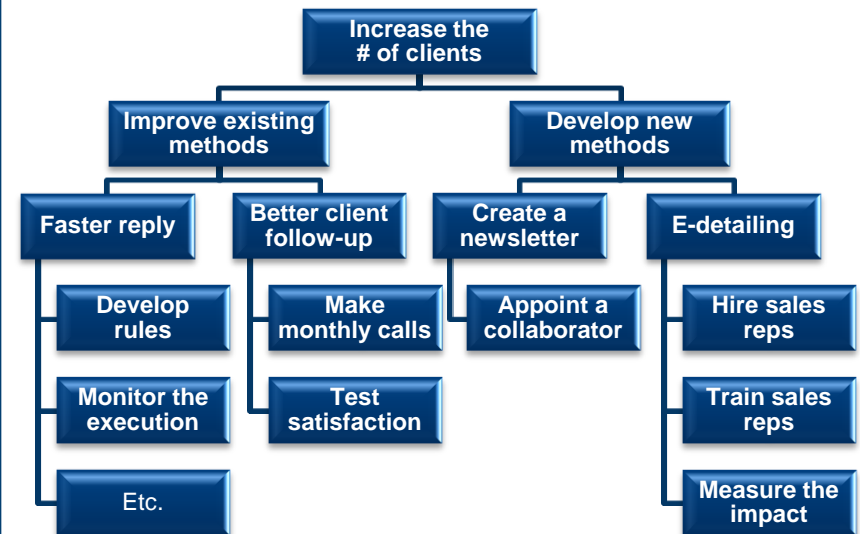 Increase the
# of clients
Improve existing
methods
Develop new
methods
Faster reply
Better client
follow-up
Create a
newsletter
E-detailing
Develop
rules
Make
monthly calls
Appoint a
collaborator
Hire sales
reps
Monitor the
execution
Test
satisfaction
Train sales
reps
Etc.
Measure the
impact